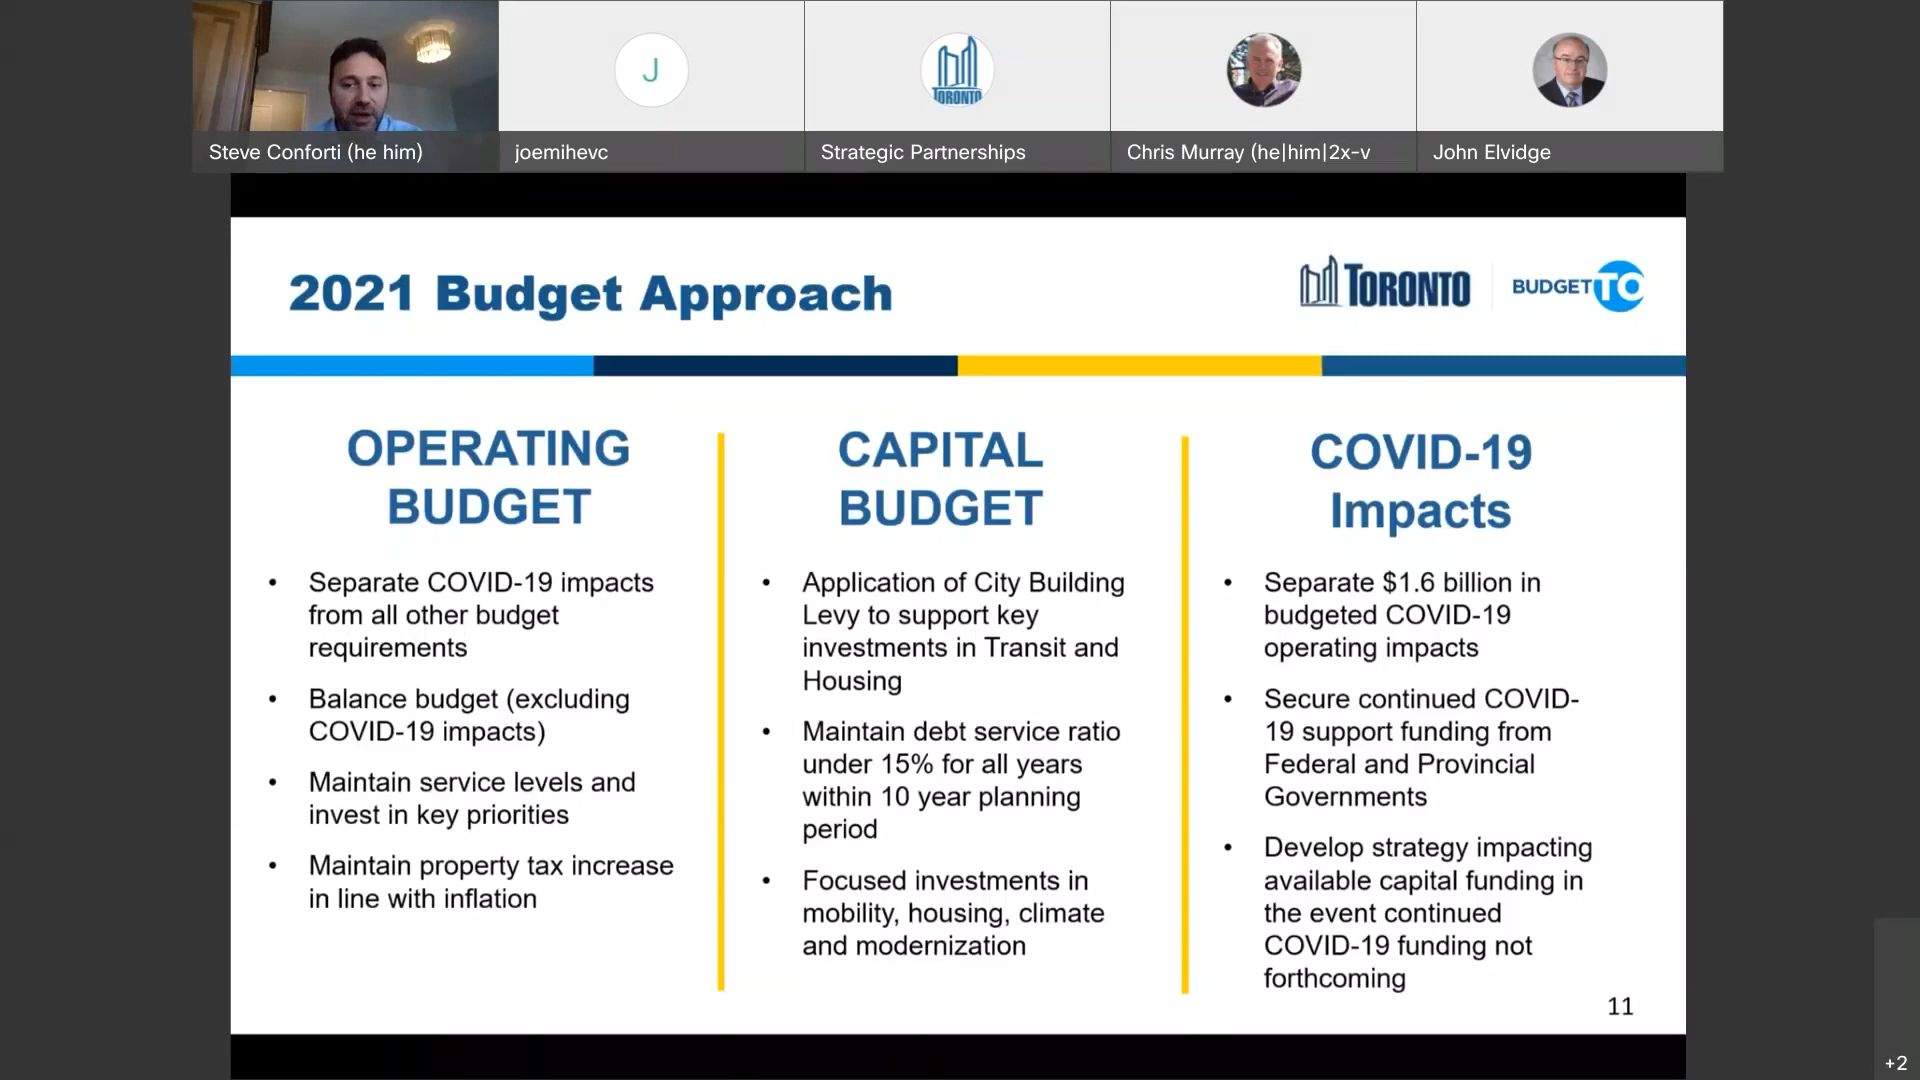 J
TORONTO
Steve Conforti (he him)
joemihevc
Strategic Partnerships
Chris Murray (he|him|2x-v
John Elvidge
2021 Budget Approach
TORONTO
BUDGETTO
OPERATING
BUDGET
• Separate COVID-19 impacts
from all other budget
requirements
• Balance budget (excluding
COVID-19 impacts)
• Maintain service levels and
invest in key priorities
• Maintain property tax increase
in line with inflation
CAPITAL
BUDGET
• Application of City Building
Levy to support key
investments in Transit and
Housing
• Maintain debt service ratio
under 15% for all years
within 10 year planning
period
• Focused investments in
mobility, housing, climate
and modernization
COVID-19
Impacts
• Separate $1.6 billion in
budgeted COVID-19
operating impacts
• Secure continued COVID-
19 support funding from
Federal and Provincial
Governments
• Develop strategy impacting
available capital funding in
the event continued
COVID-19 funding not
forthcoming
11
+2